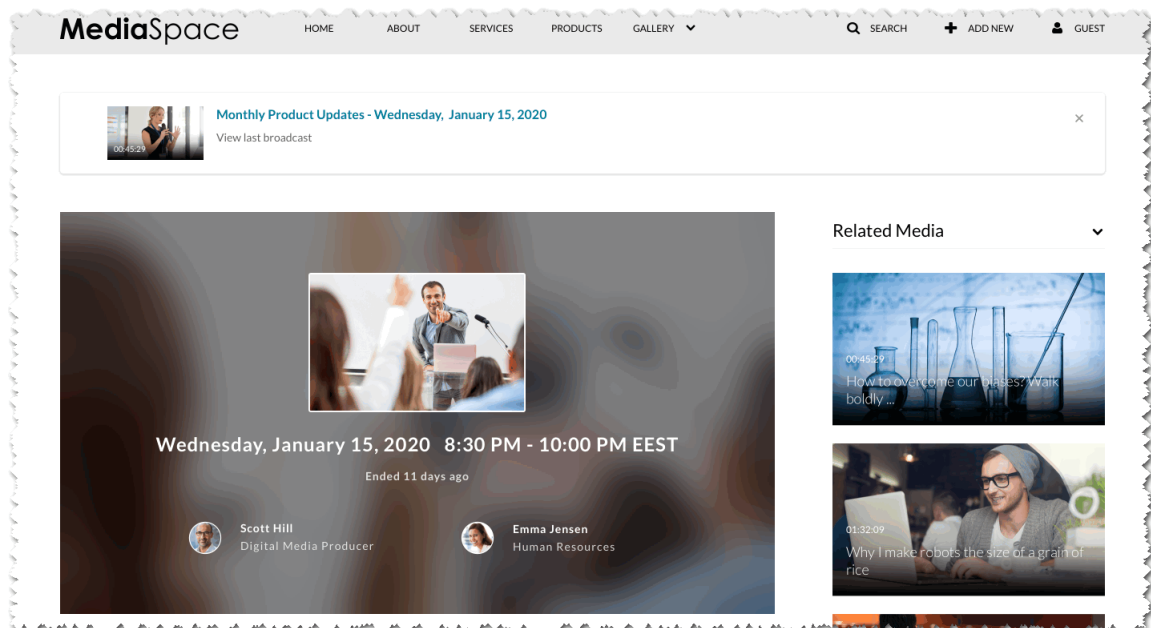 MediaSpace
HOME
ABOUT
SERVICES
PRODUCTS
GALLERY
SEARCH
ADD NEW
GUEST
Monthly Product Updates - Wednesday, January 15, 2020
View last broadcast
00:45:29
Wednesday, January 15, 2020 8:30 PM - 10:00 PM EEST
Ended 11 days ago
Scott Hill
Digital Media Producer
Emma Jensen
Human Resources
Related Media
00:45:29
How to overcome our biases? Walk
boldly ...
01:32:09
Why I make robots the size of a grain of
rice